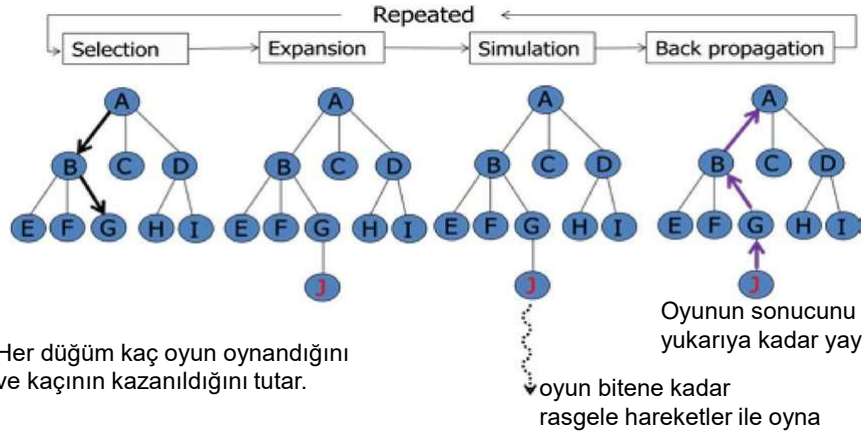 Repeated
Selection
Expansion
Simulation
Back propagation
A
B C D
E F G H I
A
B C D
E F G H I
J
A
B C D
E F G H I
J
A
B C D
E F G H I
J
Her düğüm kaç oyun oynandığını
ve kaçının kazanıldığını tutar.
oyun bitene kadar
rasgele hareketler ile oyna
Oyunun sonucunu
yukarıya kadar yay